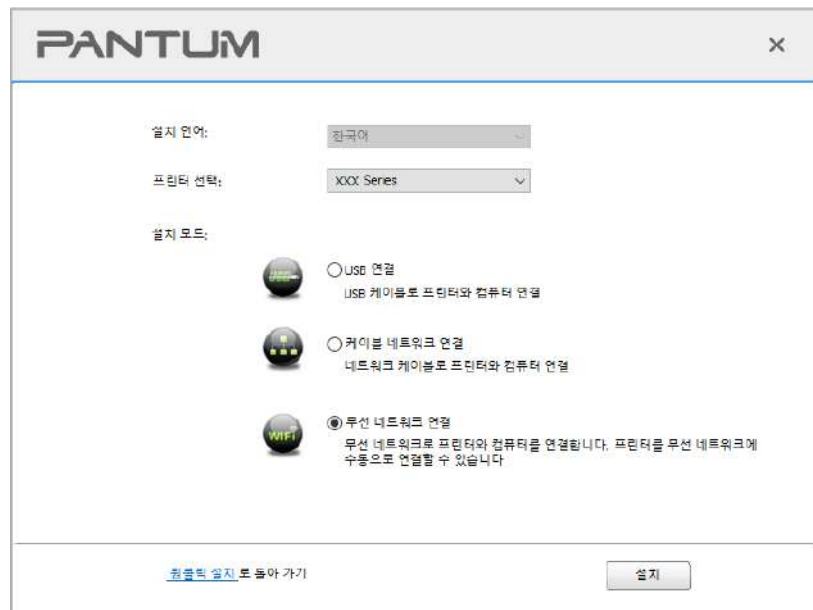 PANTUM
설치 언어:
한국어
프린터 선택:
XXX Series
설치 모드:
USB 연결
USB 케이블로 프린터와 컴퓨터 연결
케이블 네트워크 연결
네트워크 케이블로 프린터와 컴퓨터 연결
WiFi
무선 네트워크 연결
무선 네트워크로 프린터와 컴퓨터를 연결합니다. 프린터를 무선 네트워크에
수동으로 연결할 수 있습니다
원클릭 설치 로 돌아 가기
설치